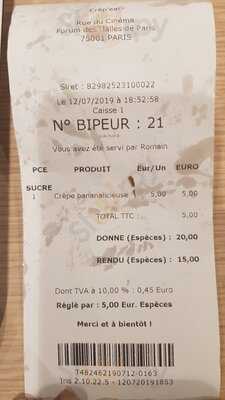 Crêp'eat
Rue du Cinéma
Forum des Halles de Paris
75001 PARIS
Siret : 82982523100022
Le 12/07/2019 à 18:52:58
Caisse 1
N° BIPEUR : 21
Vous avez été servi par Romain
PCE PRODUIT Eur/Un EURO
SUCRE
1 Crêpe bananalicieuse 5,00 5,00
TOTAL TTC : 5,00
DONNE (Espèces) : 20,00
RENDU (Espèces) : 15,00
Dont TVA à 10,00 % : 0,45 Euro
Réglé par : 5,00 Eur. Espèces
Merci et à bientôt !
3482462190712-0163
Ins 2.10.22.5 - 120720191853